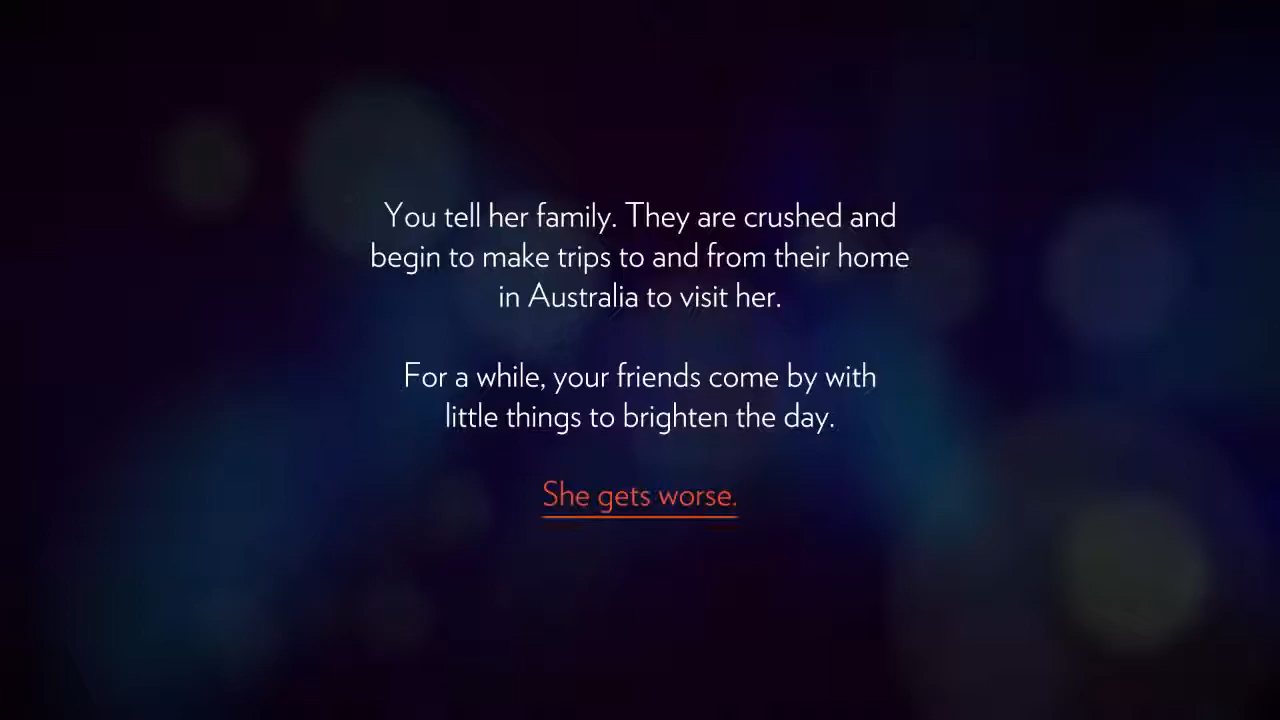 You tell her family. They are crushed and
begin to make trips to and from their home
in Australia to visit her.
For a while, your friends come by with
little things to brighten the day.
She gets worse.